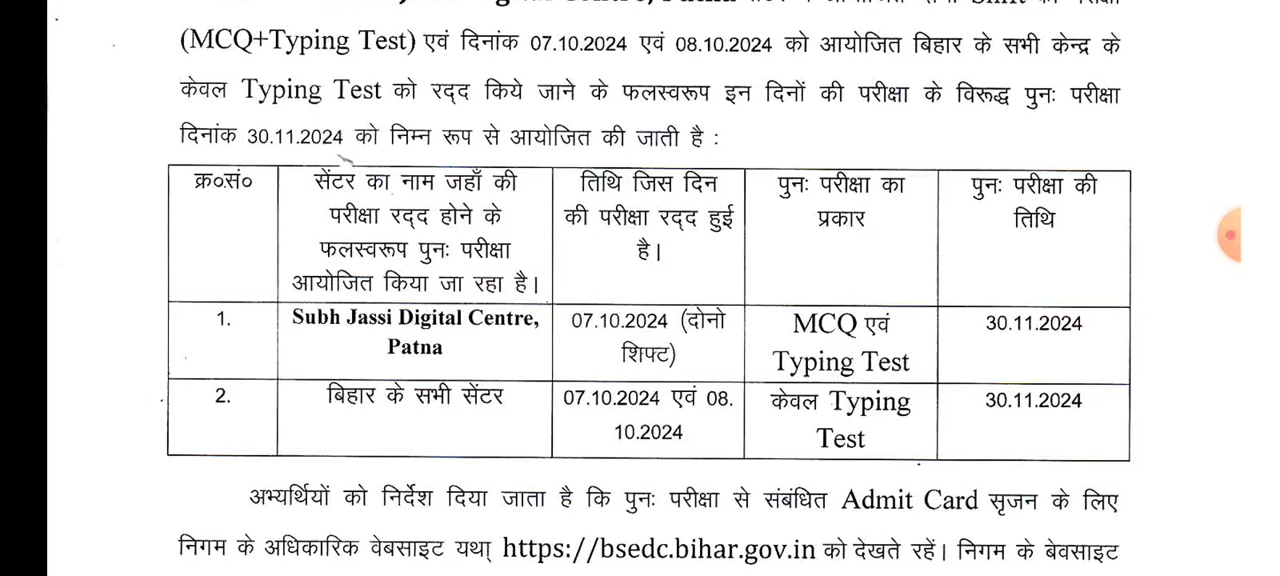 Centre, Patna
(MCQ+Typing Test) एवं दिनांक 07.10.2024 एवं 08.10.2024 को आयोजित बिहार के सभी केन्द्र के
केवल Typing Test को रद्द किये जाने के फलस्वरूप इन दिनों की परीक्षा के विरूद्ध पुनः परीक्षा
दिनांक 30.11.2024 को निम्न रूप से आयोजित की जाती है :
क्र०सं०
सेंटर का नाम जहाँ की
परीक्षा रद्द होने के
फलस्वरूप पुनः परीक्षा
आयोजित किया जा रहा है।
तिथि जिस दिन
की परीक्षा रद्द हुई
है।
पुनः परीक्षा का
प्रकार
पुनः परीक्षा की
तिथि
1.
Subh Jassi Digital Centre,
Patna
07.10.2024 (दोनो
शिफ्ट)
MCQ एवं
Typing Test
30.11.2024
2.
बिहार के सभी सेंटर
07.10.2024 एवं 08.
10.2024
केवल Typing
Test
30.11.2024
अभ्यर्थियों को निर्देश दिया जाता है कि पुनः परीक्षा से संबंधित Admit Card सृजन के लिए
निगम के अधिकारिक वेबसाइट यथा् https://bsedc.bihar.gov.in को देखते रहें। निगम के बेवसाइट